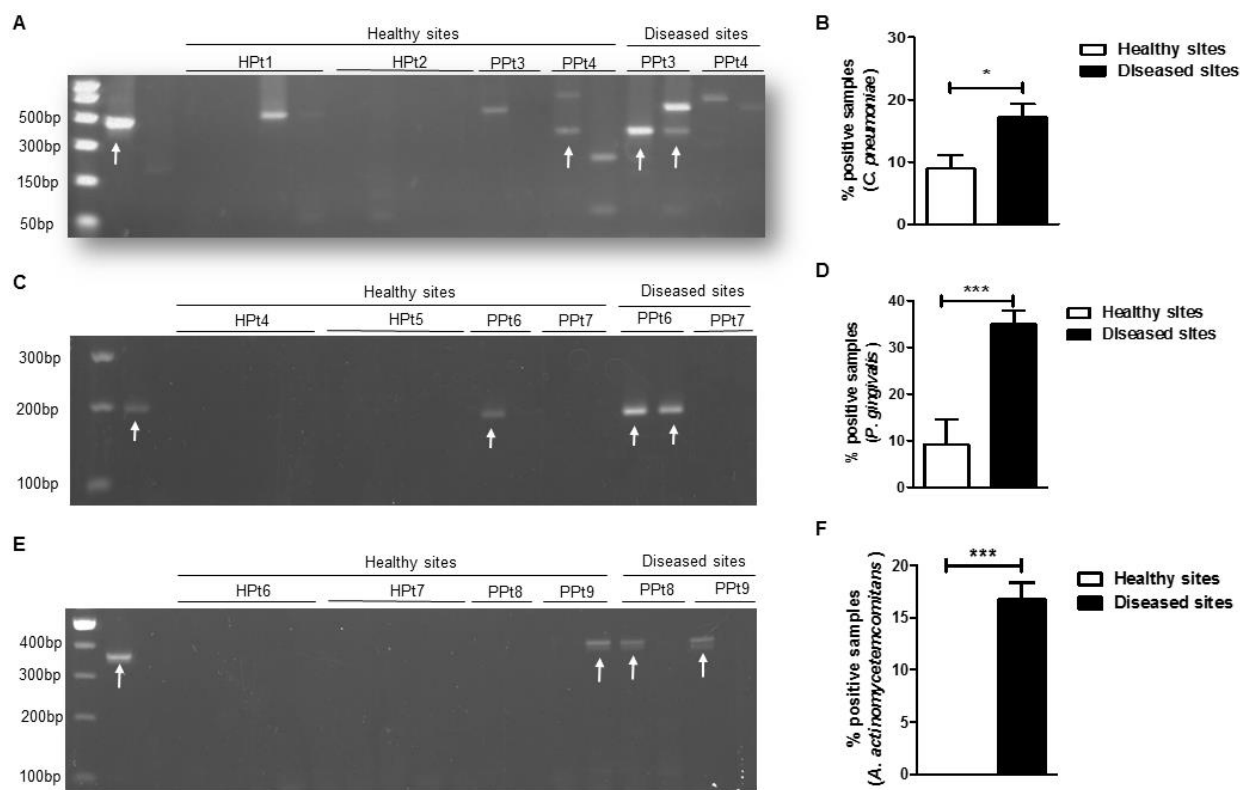 A
Healthy sites
Diseased sites
HPt1
HPt2
PPt3
PPt4
PPt3
PPt4
500bp
300bp
150bp
50bp
B
% positive samples
(C. pneumoniae)
30
20
10
0
*
Healthy sites
Diseased sites
C
Healthy sites
Diseased sites
HPt4
HPt5
PPt6
PPt7
PPt6
PPt7
300bp
200bp
100bp
D
% positive samples
(P. gingivalis)
40
30
20
10
0
***
Healthy sites
Diseased sites
E
Healthy sites
Diseased sites
HPt6
HPt7
PPt8
PPt9
PPt8
PPt9
400bp
300bp
200bp
100bp
F
% positive samples
(A. actinomycetemcomitans)
20
15
10
5
0
***
Healthy sites
Diseased sites